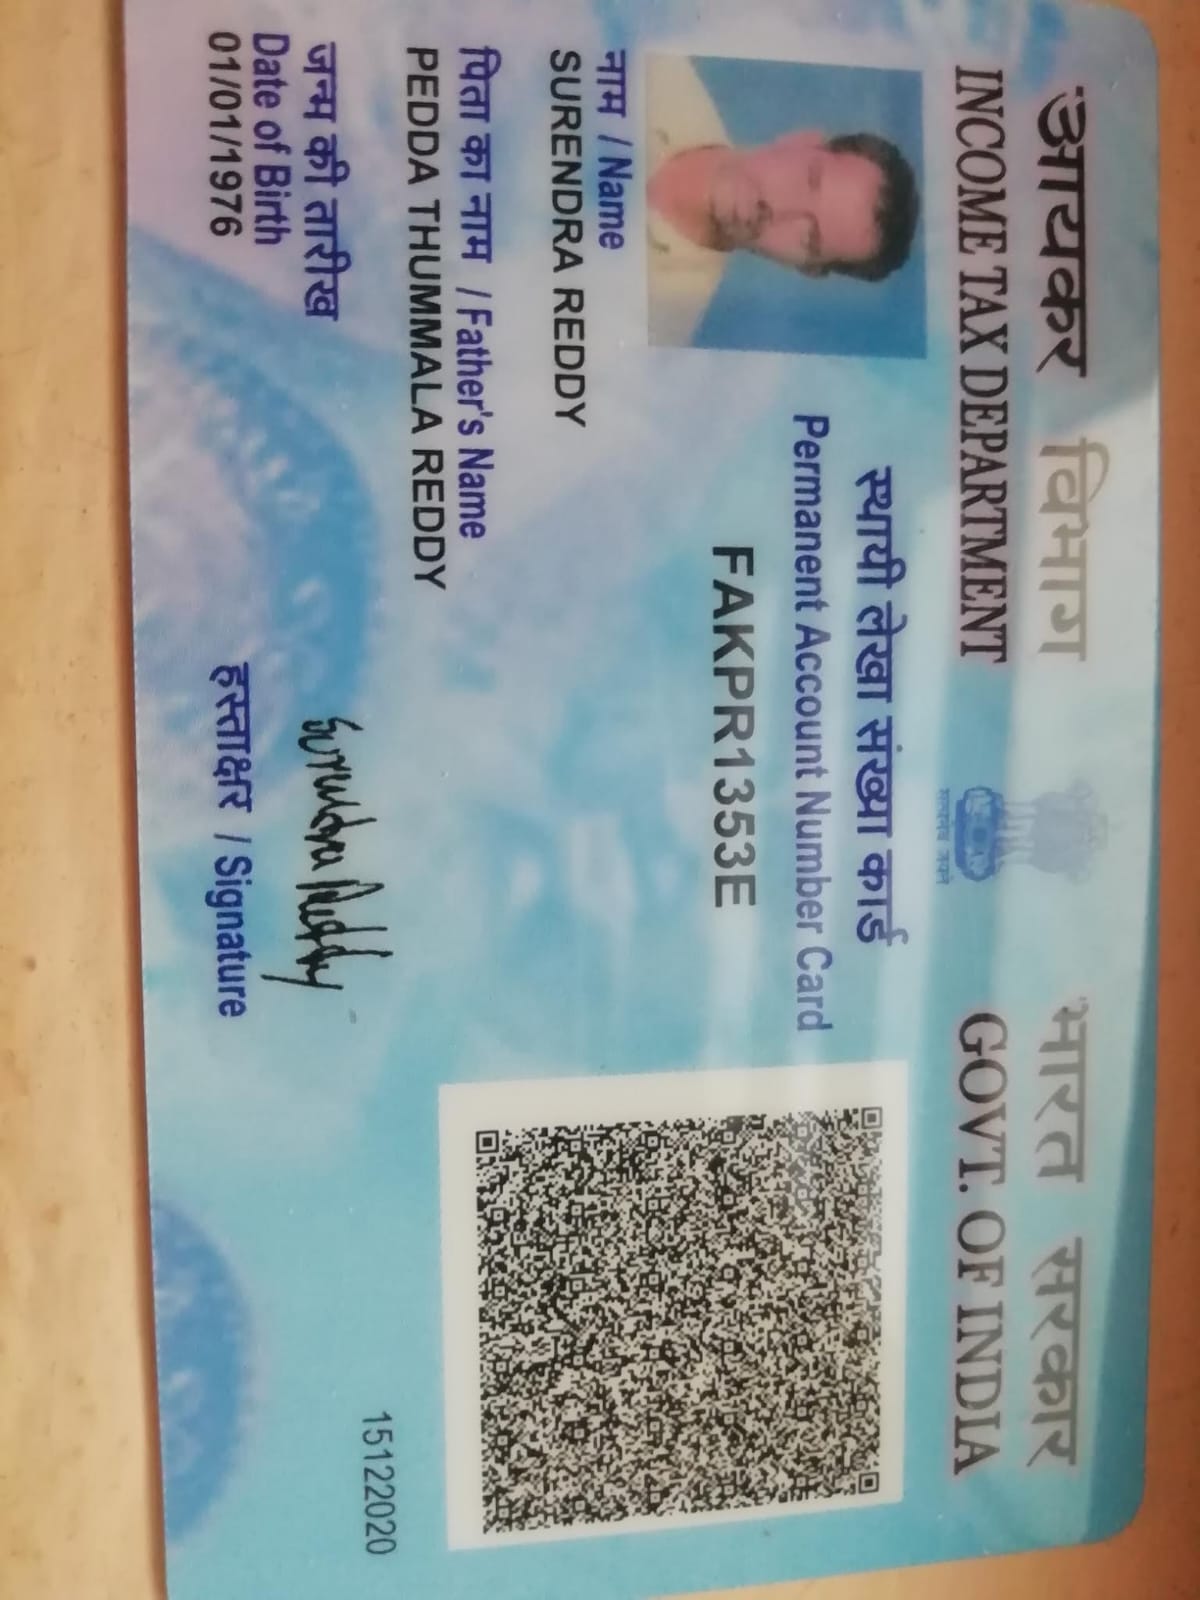 आयकर विभाग
INCOME TAX DEPARTMENT
भारत सरकार
GOVT. OF INDIA
सत्यमेव जयते
स्थायी लेखा संख्या कार्ड
Permanent Account Number Card
FAKPR1353E
नाम / Name
SURENDRA REDDY
पिता का नाम / Father's Name
PEDDA THUMMALA REDDY
जन्म की तारीख
Date of Birth
01/01/1976
Surendra Reddy
हस्ताक्षर / Signature
15122020